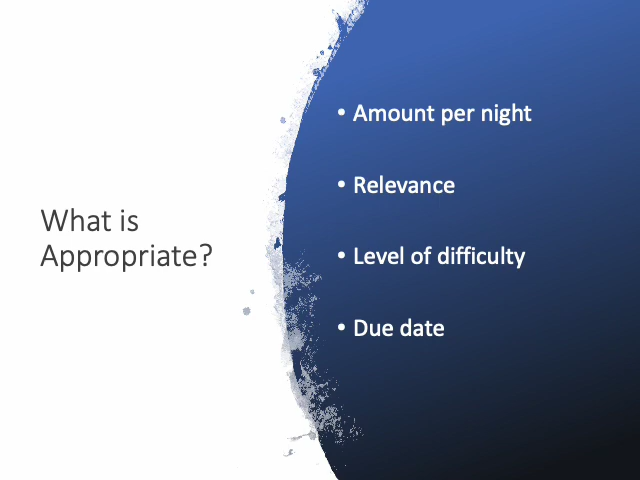 What is
Appropriate?
• Amount per night
• Relevance
• Level of difficulty
• Due date